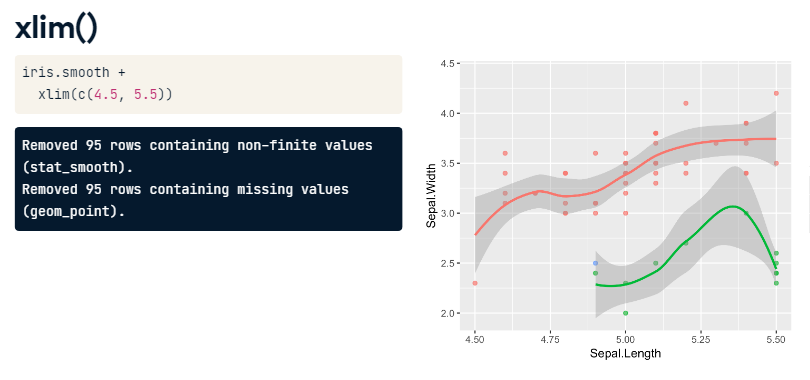 xlim()
iris.smooth +
  xlim(c(4.5, 5.5))
Removed 95 rows containing non-finite values
(stat_smooth).
Removed 95 rows containing missing values
(geom_point).
4.5
4.0
3.5
3.0
2.5
2.0
Sepal.Width
4.50
4.75
5.00
5.25
5.50
Sepal.Length